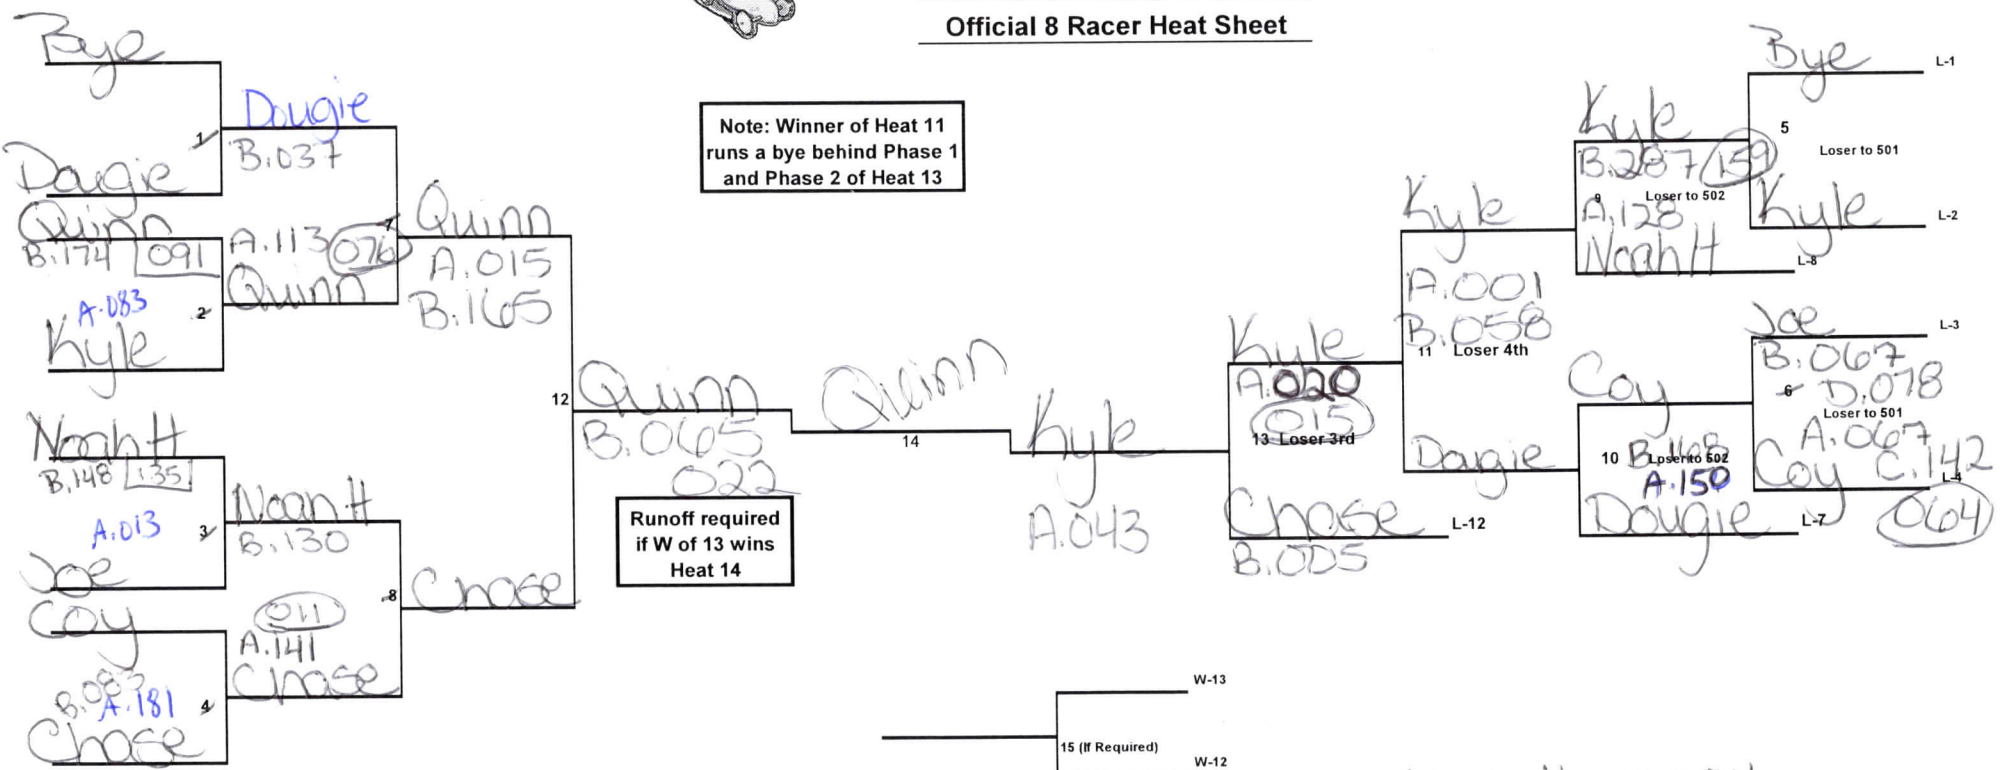 Official 8 Racer Heat Sheet
Bye
Dougie
1
B.037
Dougie
Quinn
B.174 091
A.113 076
7
Quinn
A.083
2
Kyle
Quinn
A.015
B.165
Noah H
B.148 135
Noah H
A.013
3
B.130
Joe
Coy
011
8
Chase
A.141
Chase
B.083
A.181
4
Chase
12
Quinn
B.065
022
Quinn
14
Note: Winner of Heat 11
runs a bye behind Phase 1
and Phase 2 of Heat 13
Runoff required
if W of 13 wins
Heat 14
Kyle
A.043
Kyle
A.020
015
13 Loser 3rd
Chase
L-12
B.005
Kyle
A.001
B.058
11 Loser 4th
Dougie
Kyle
B.287 159
9 Loser to 502
A.128
Noah H
L-8
Bye
L-1
5
Loser to 501
Kyle
L-2
Joe
L-3
B.067
6 D.078
Loser to 501
A.067
Coy C.142
L-4
064
Coy
10 B.168 Loser to 502
A.150
Dougie
L-7
W-13
15 (If Required)
W-12